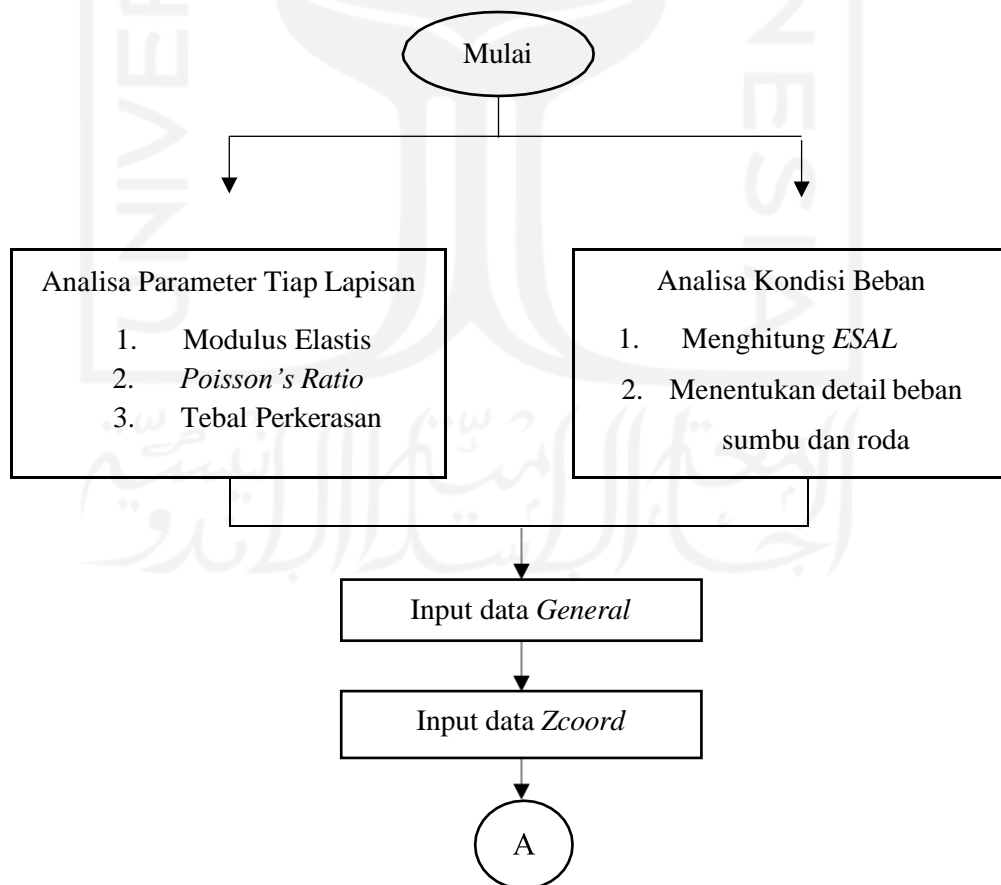 Mulai
Analisa Parameter Tiap Lapisan
1. Modulus Elastis
2. Poisson's Ratio
3. Tebal Perkerasan
Analisa Kondisi Beban
1. Menghitung ESAL
2. Menentukan detail beban
sumbu dan roda
Input data General
Input data Zcoord
A